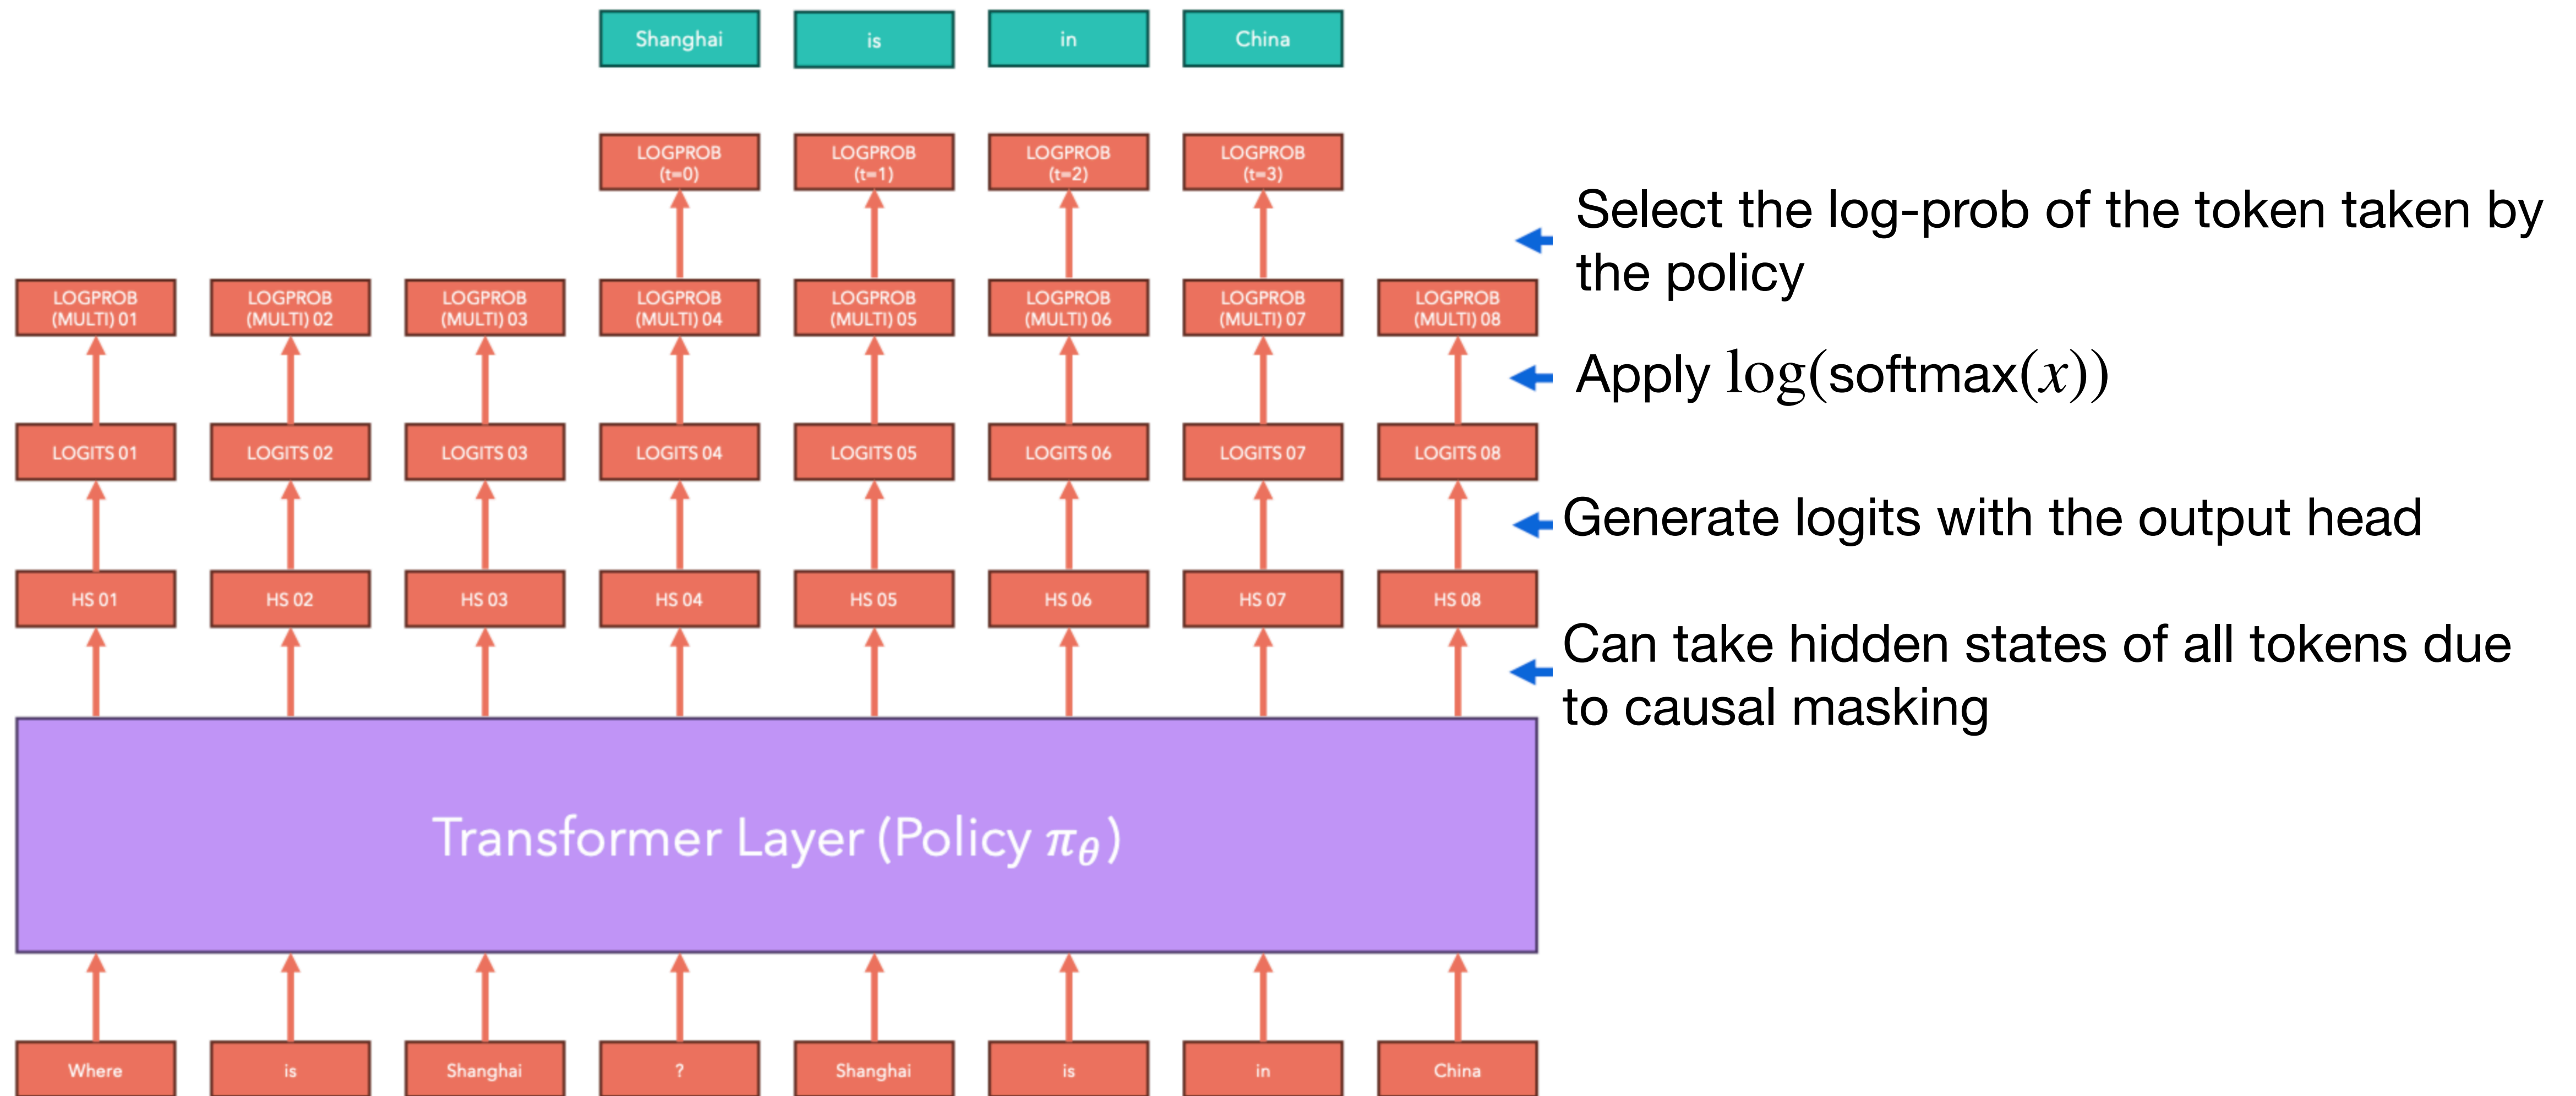 Shanghai is in China
LOGPROB (t=0) LOGPROB (t=1) LOGPROB (t=2) LOGPROB (t=3)
Select the log-prob of the token taken by
the policy
LOGPROB (MULTI) 01 LOGPROB (MULTI) 02 LOGPROB (MULTI) 03 LOGPROB (MULTI) 04 LOGPROB (MULTI) 05 LOGPROB (MULTI) 06 LOGPROB (MULTI) 07 LOGPROB (MULTI) 08
Apply log(softmax(x))
LOGITS 01 LOGITS 02 LOGITS 03 LOGITS 04 LOGITS 05 LOGITS 06 LOGITS 07 LOGITS 08
Generate logits with the output head
HS 01 HS 02 HS 03 HS 04 HS 05 HS 06 HS 07 HS 08
Can take hidden states of all tokens due
to causal masking
Transformer Layer (Policy πθ)
Where is Shanghai ? Shanghai is in China